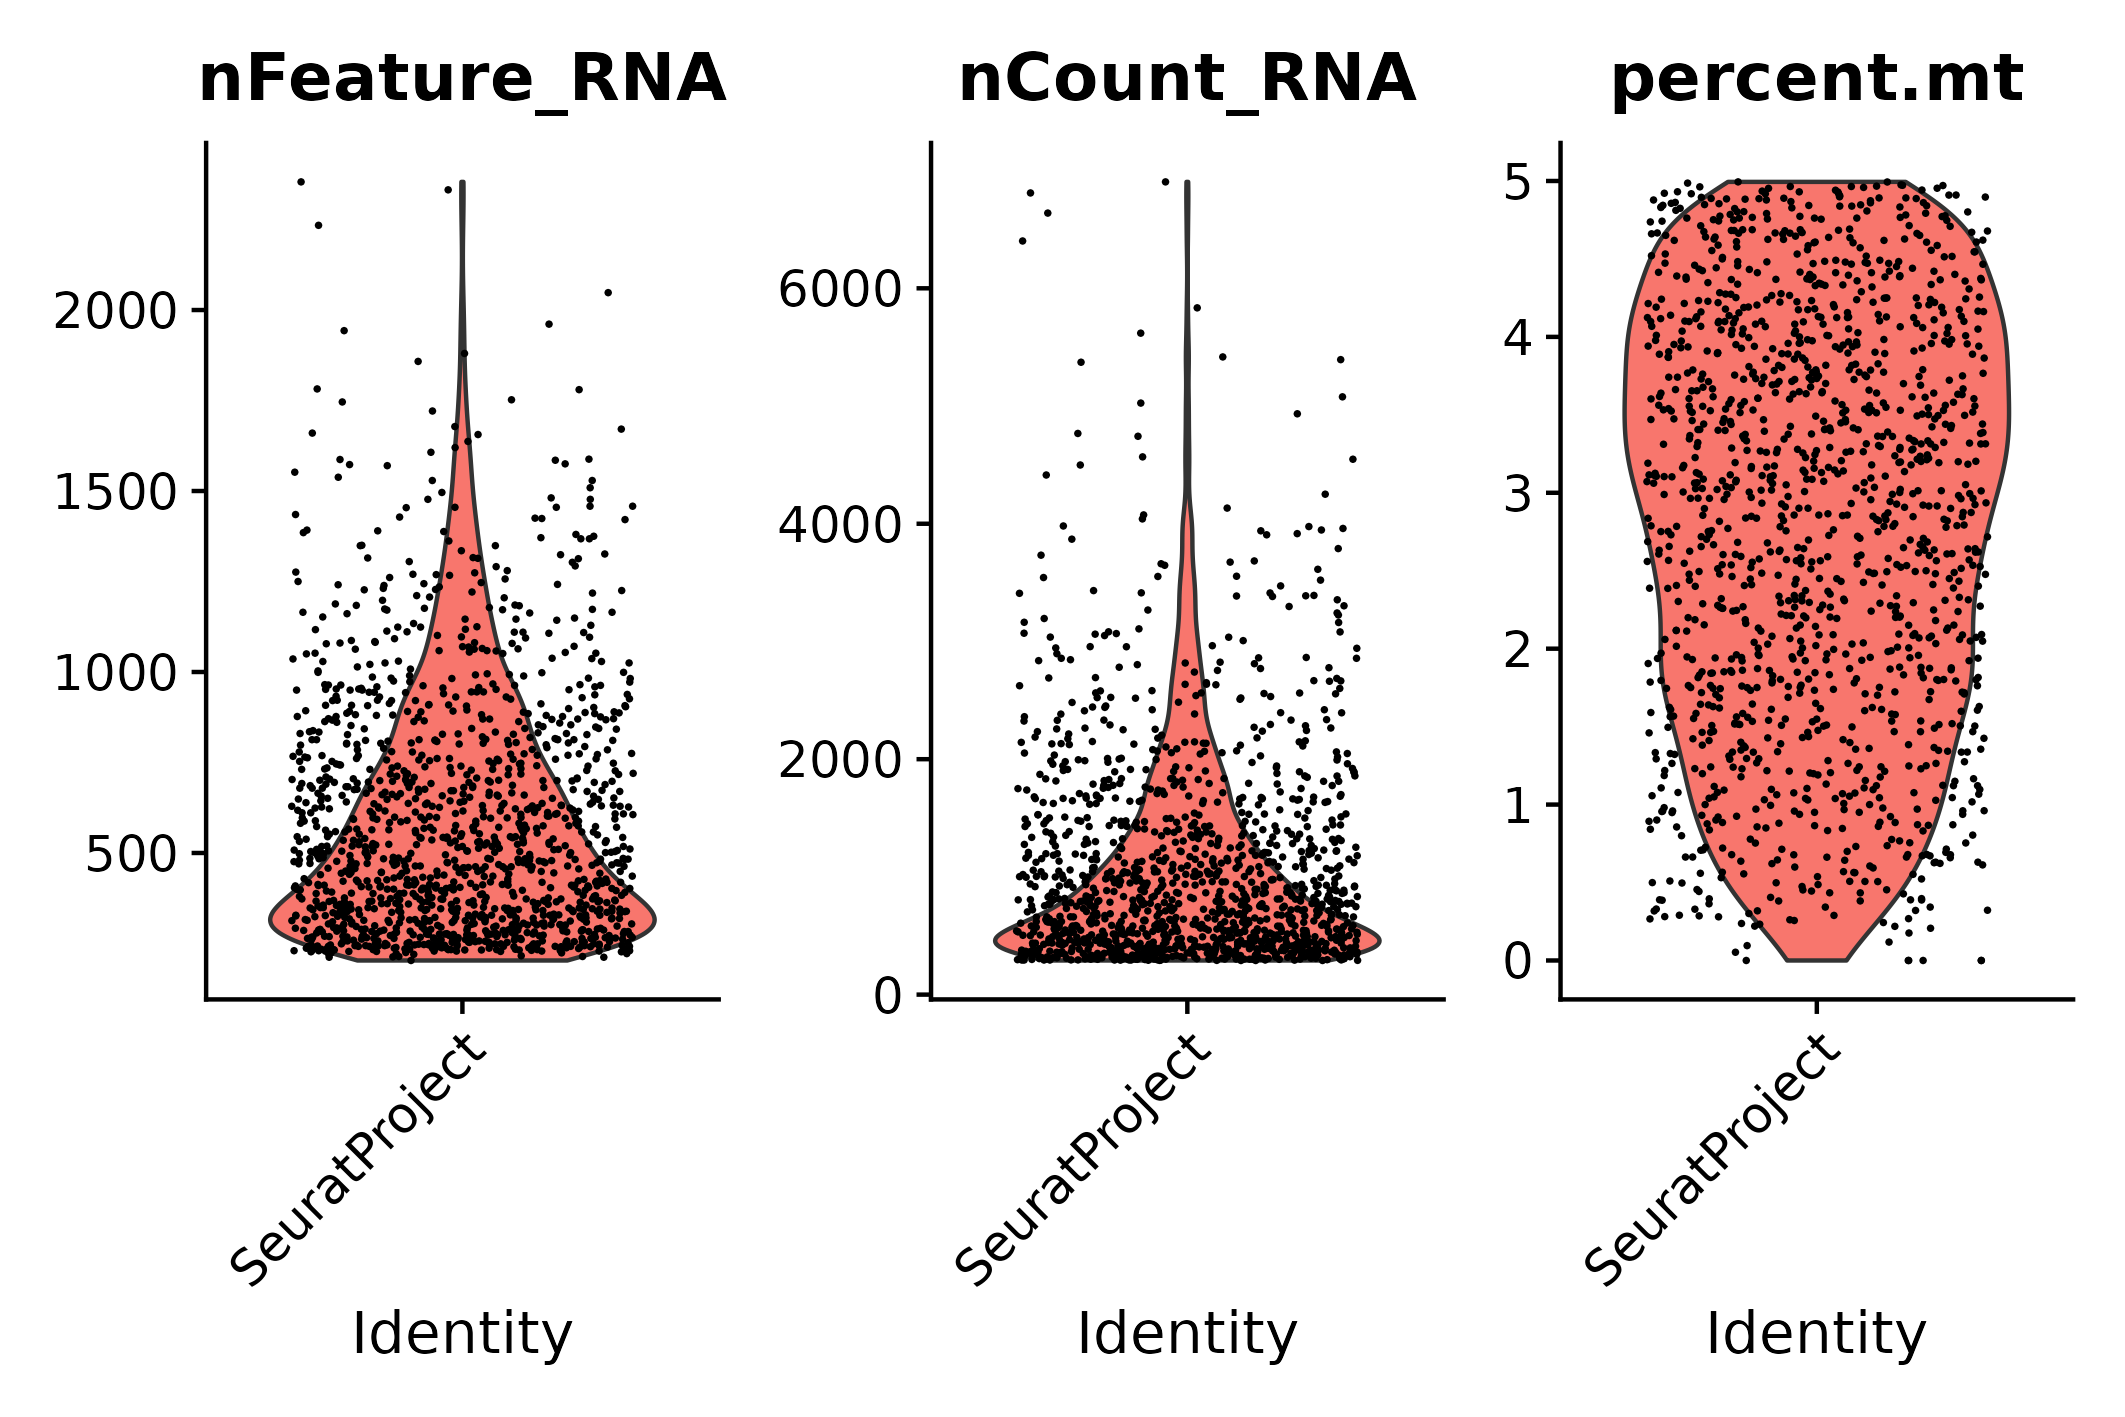 nFeature_RNA
2000
1500
1000
500
SeuratProject
Identity
nCount_RNA
6000
4000
2000
0
SeuratProject
Identity
percent.mt
5
4
3
2
1
0
SeuratProject
Identity